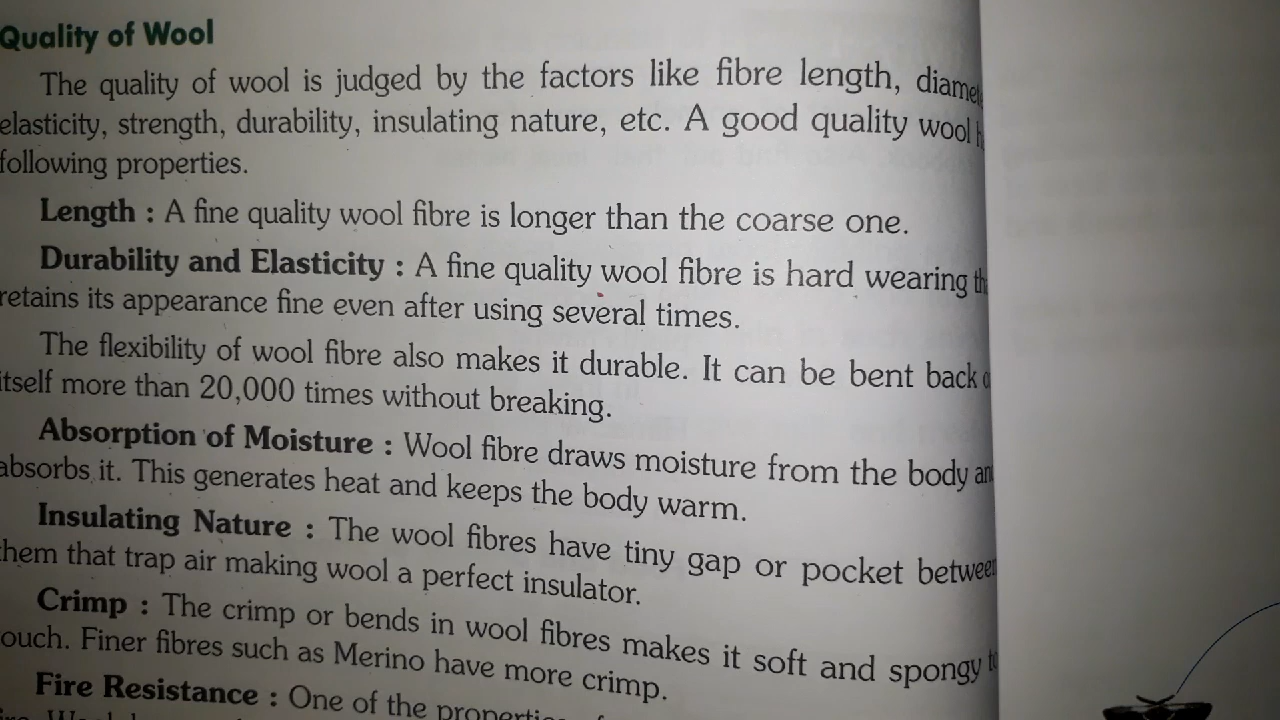 Quality of Wool
The quality of wool is judged by the factors like fibre length,
elasticity, strength, durability, insulating nature, etc. A good quality wool
following properties.
Length : A fine quality wool fibre is longer than the coarse one.
Durability and Elasticity : A fine quality wool fibre is hard wearing
retains its appearance fine even after using several times.
The flexibility of wool fibre also makes it durable. It can be bent back
itself more than 20,000 times without breaking.
Absorption of Moisture : Wool fibre draws moisture from the body
absorbs it. This generates heat and keeps the body warm.
Insulating Nature : The wool fibres have tiny gap or pocket between
them that trap air making wool a perfect insulator.
Crimp : The crimp or bends in wool fibres makes it soft and spongy
ouch. Finer fibres such as Merino have more crimp.
Fire Resistance : One of the